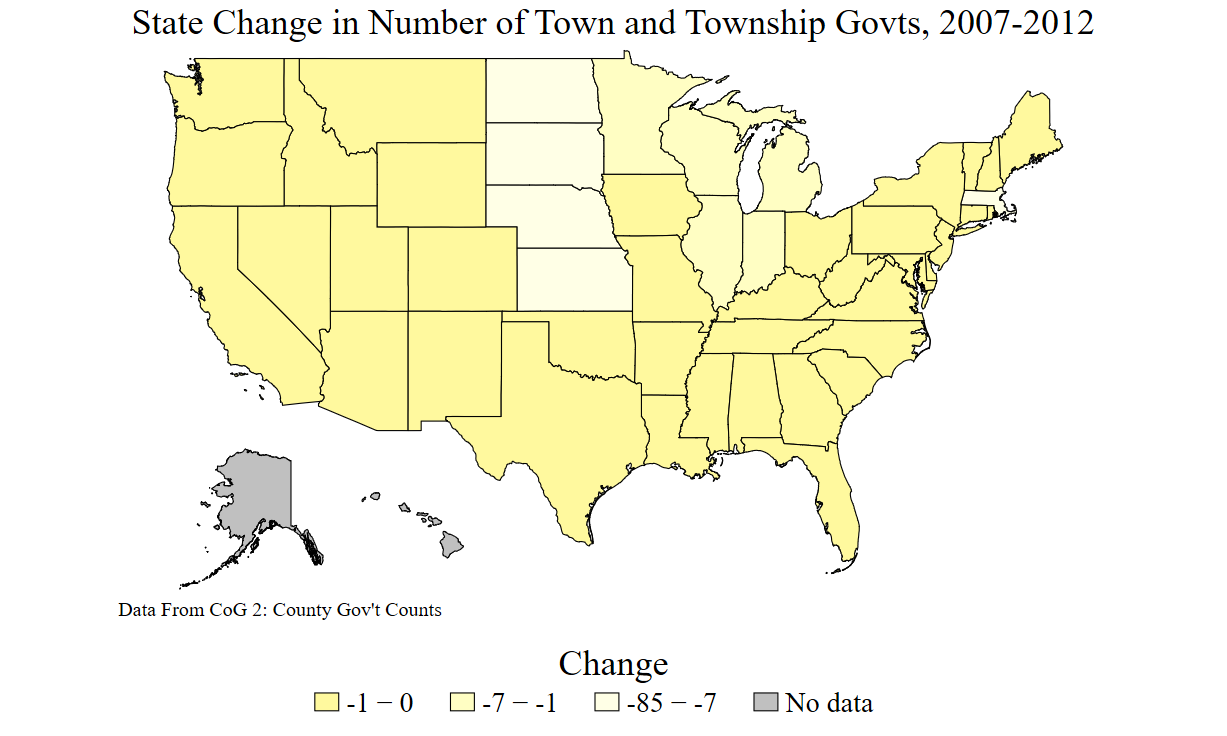 State Change in Number of Town and Township Govts, 2007-2012
Data From CoG 2: County Gov't Counts
Change
-1 − 0 -7 − -1 -85 − -7 No data